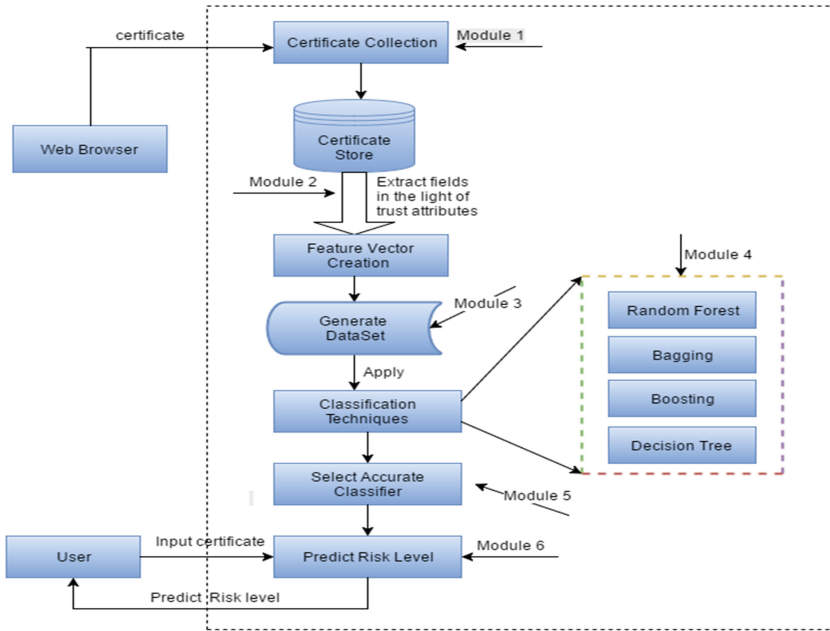 certificate
Certificate Collection
Module 1
Web Browser
Certificate
Store
Module 2
Extract fields
in the light of
trust attributes
Feature Vector
Creation
Module 4
Module 3
Generate
DataSet
Random Forest
Bagging
Boosting
Decision Tree
Apply
Classification
Techniques
Select Accurate
Classifier
Module 5
User
Input certificate
Predict Risk Level
Module 6
Predict Risk level